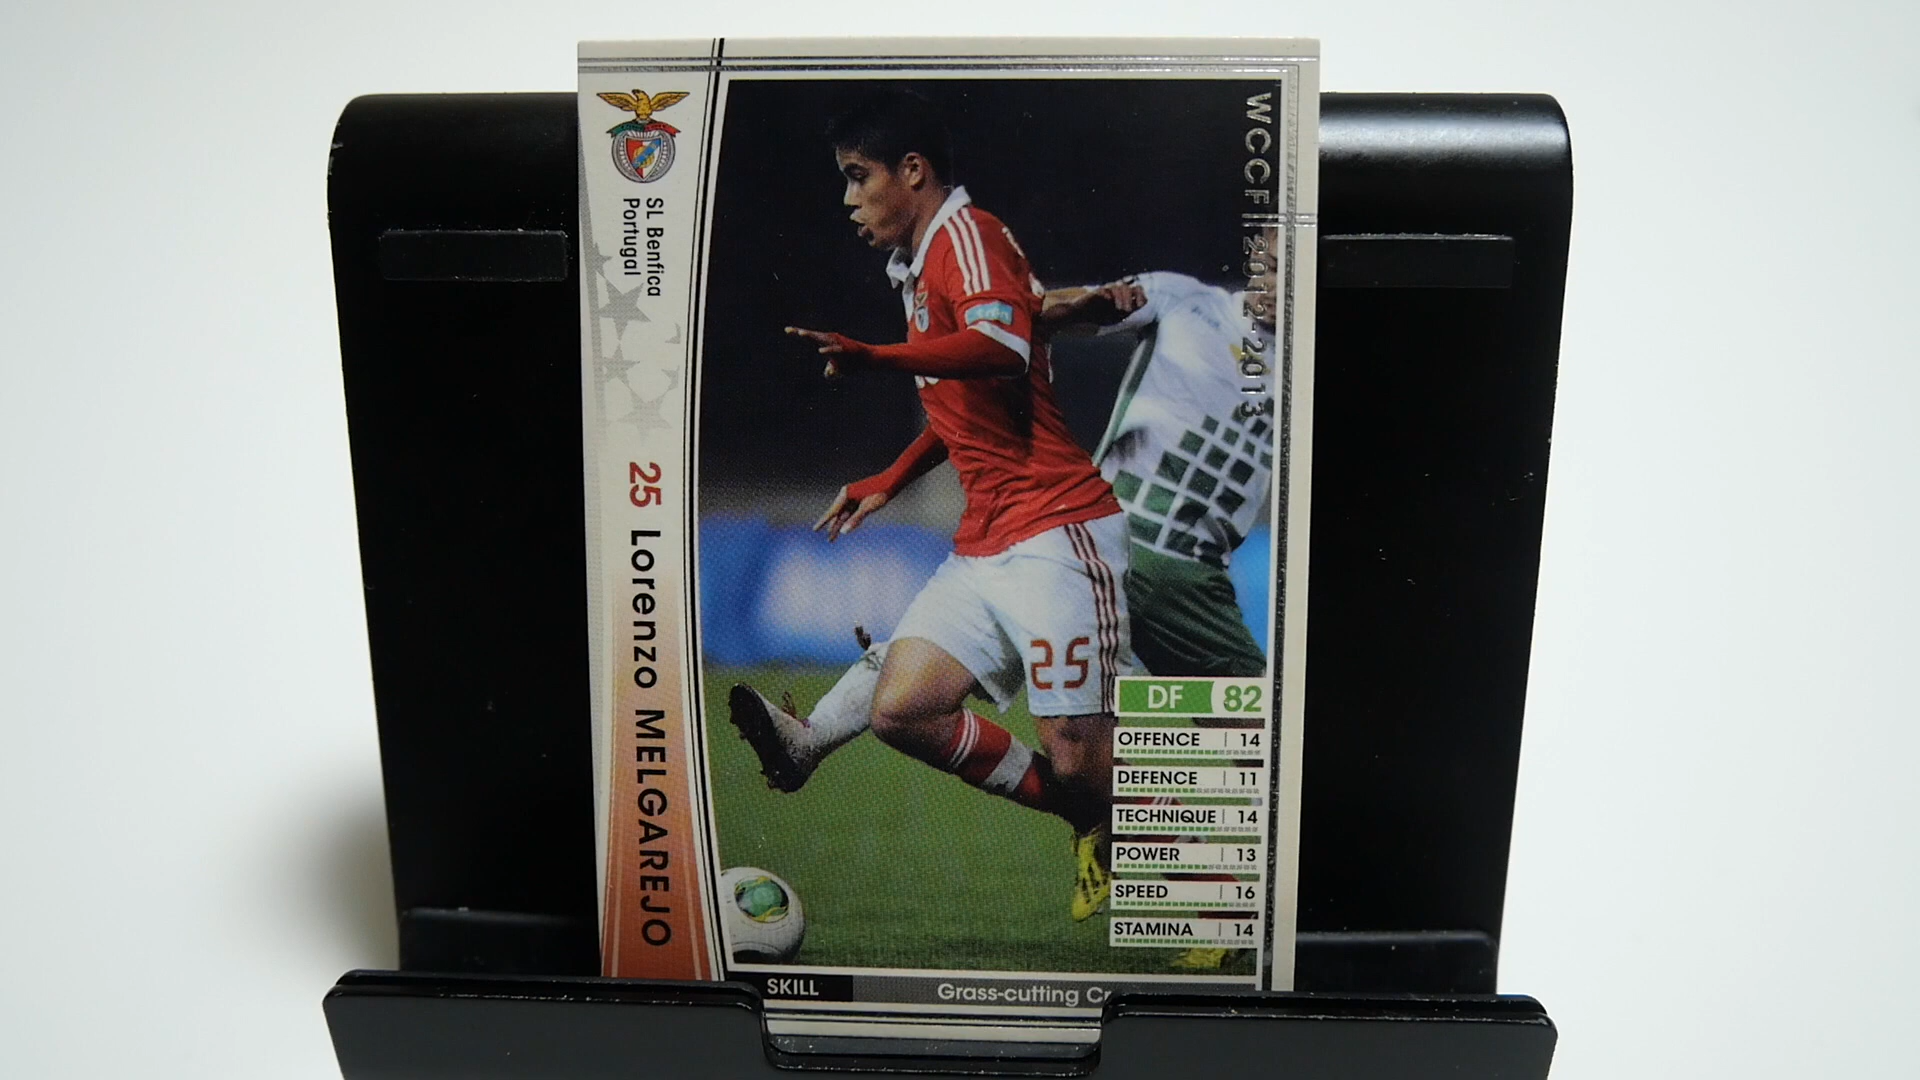 SL Benfica
Portugal
25 Lorenzo MELGAREJO
WCCF 2012-2013
25
DF 82
OFFENCE 14
DEFENCE 11
TECHNIQUE 14
POWER 13
SPEED 16
STAMINA 14
SKILL Grass-cutting